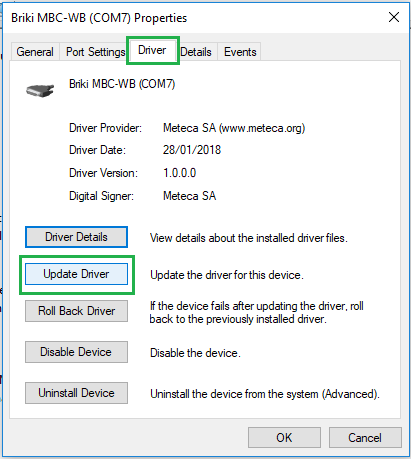 Briki MBC-WB (COM7) Properties
General Port Settings Driver Details Events
Briki MBC-WB (COM7)
Driver Provider: Meteca SA (www.meteca.org)
Driver Date: 28/01/2018
Driver Version: 1.0.0.0
Digital Signer: Meteca SA
Driver Details View details about the installed driver files.
Update Driver Update the driver for this device.
Roll Back Driver If the device fails after updating the driver, roll
back to the previously installed driver.
Disable Device Disable the device.
Uninstall Device Uninstall the device from the system (Advanced).
OK Cancel